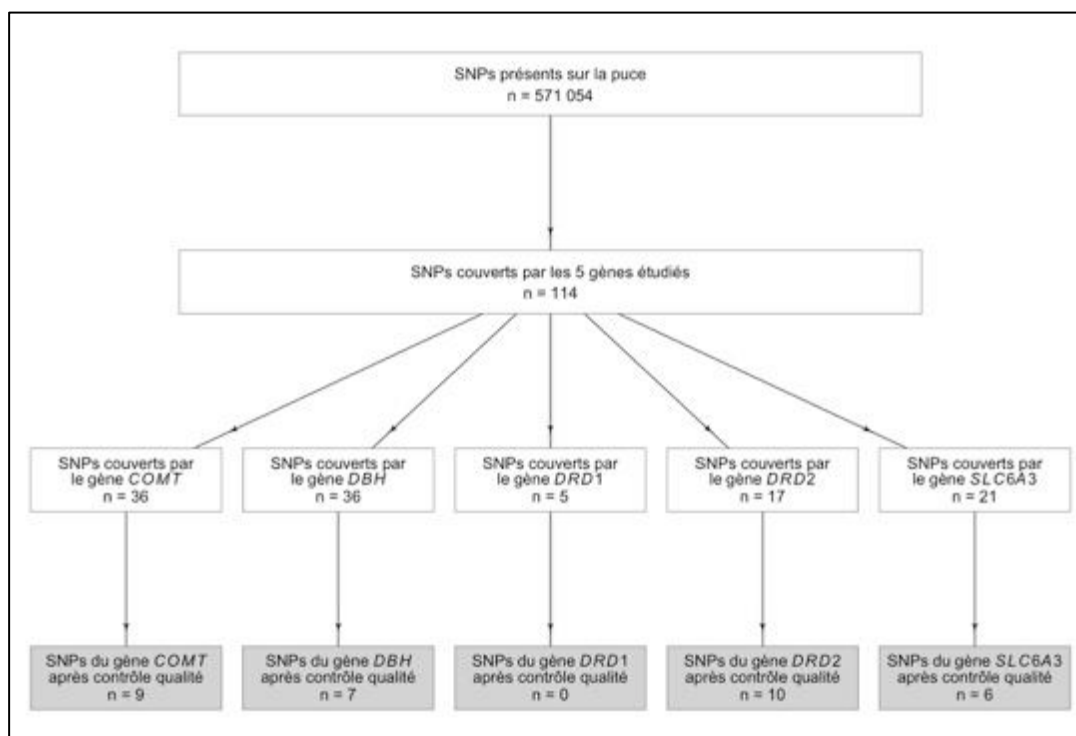 SNPs présents sur la puce
n = 571 054
SNPs couverts par les 5 gènes étudiés
n = 114
SNPs couverts par
le gène COMT
n = 36
SNPs couverts par
le gène DBH
n = 36
SNPs couverts par
le gène DRD1
n = 5
SNPs couverts par
le gène DRD2
n = 17
SNPs couverts par
le gène SLC6A3
n = 21
SNPs du gène COMT
après contrôle qualité
n = 9
SNPs du gène DBH
après contrôle qualité
n = 7
SNPs du gène DRD1
après contrôle qualité
n = 0
SNPs du gène DRD2
après contrôle qualité
n = 10
SNPs du gène SLC6A3
après contrôle qualité
n = 6